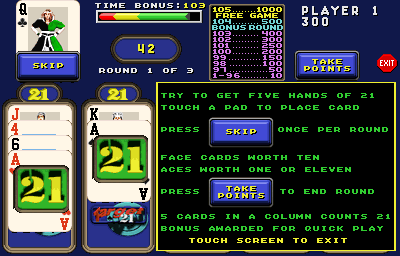 Q
TIME BONUS:103
105 1000
FREE GAME
104 500
BONUS ROUND
103 400
102 300
101 250
100 200
99 150
98 100
1-96 10
PLAYER 1
300
42
SKIP
ROUND 1 OF 3
TAKE
POINTS
EXIT
21
21
J
4
6
A
21
A
K
A
21
A
TRY TO GET FIVE HANDS OF 21
TOUCH A PAD TO PLACE CARD
PRESS SKIP ONCE PER ROUND
FACE CARDS WORTH TEN
ACES WORTH ONE OR ELEVEN
PRESS TAKE POINTS TO END ROUND
5 CARDS IN A COLUMN COUNTS 21
BONUS AWARDED FOR QUICK PLAY
TOUCH SCREEN TO EXIT